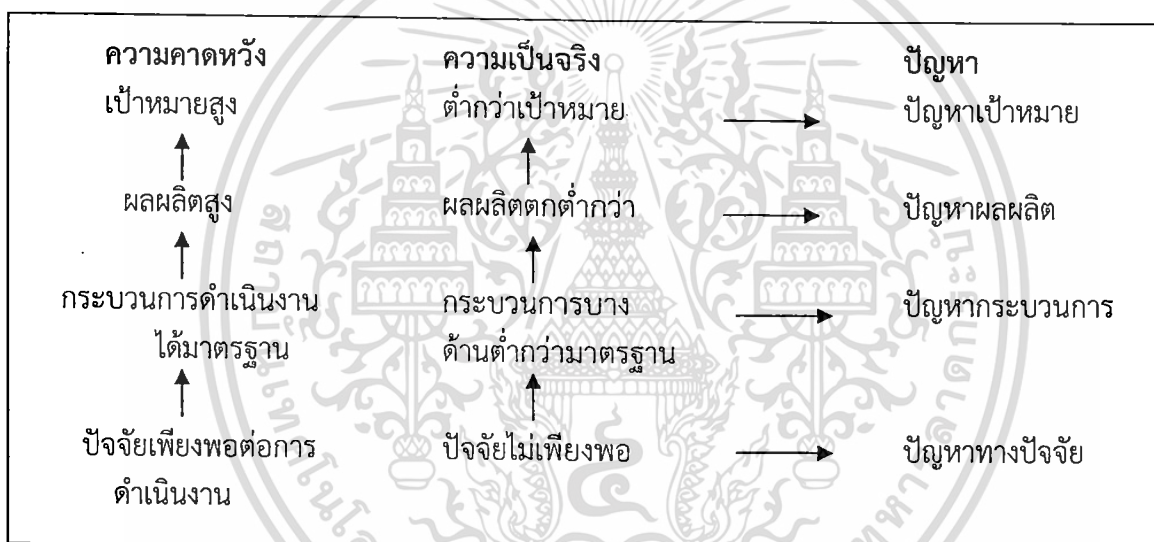 ความคาดหวัง ความเป็นจริง ปัญหา
เป้าหมายสูง ต่ำกว่าเป้าหมาย ปัญหาเป้าหมาย
ผลผลิตสูง ผลผลิตตกต่ำกว่า ปัญหาผลผลิต
กระบวนการดำเนินงาน กระบวนการบาง ปัญหากระบวนการ
ได้มาตรฐาน ด้านต่ำกว่ามาตรฐาน
ปัจจัยเพียงพอต่อการ ปัจจัยไม่เพียงพอ ปัญหาทางปัจจัย
ดำเนินงาน